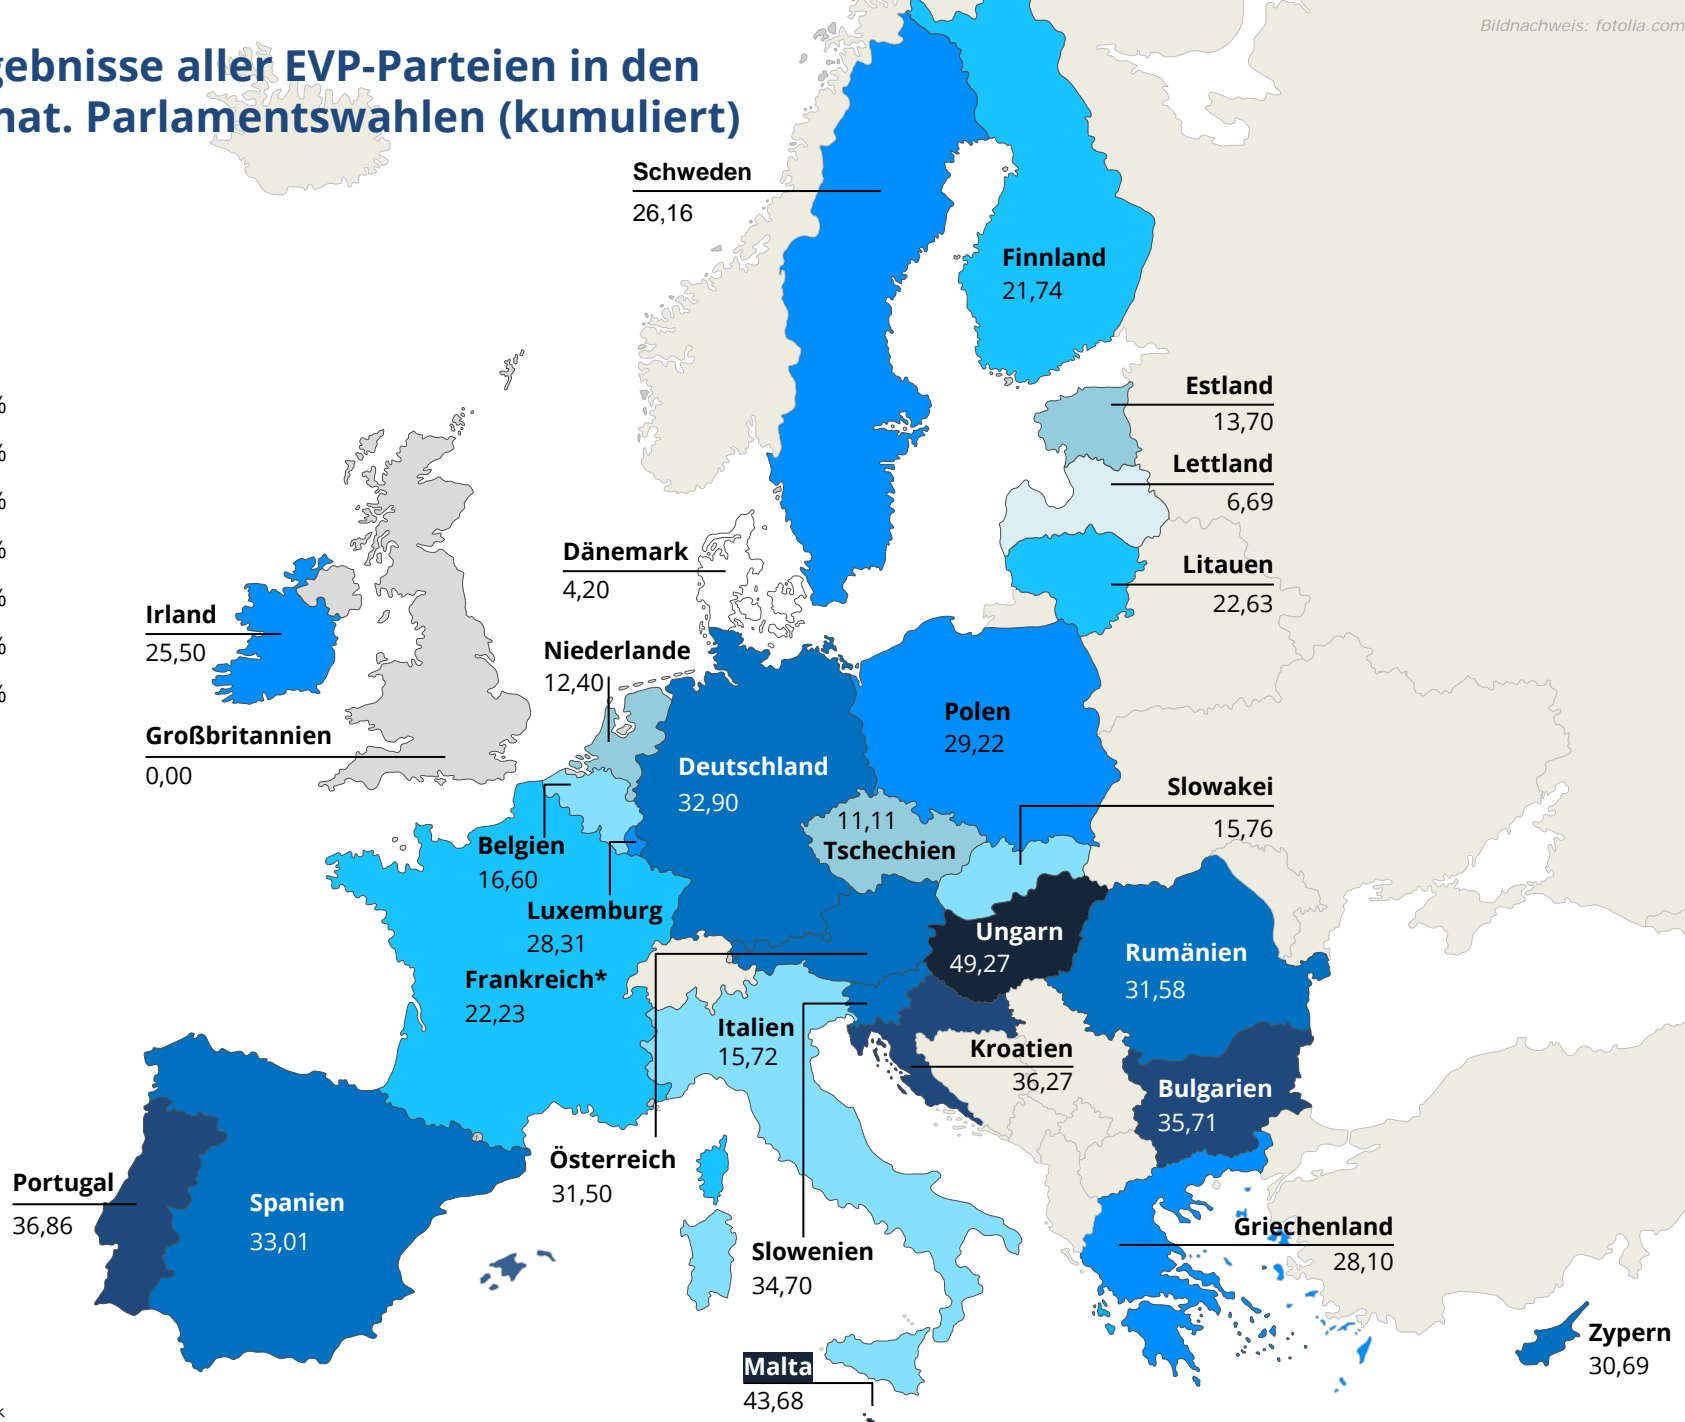 Bildnachweis: fotolia.com
gebnisse aller EVP-Parteien in den
nat. Parlamentswahlen (kumuliert)
Schweden
26,16
Finnland
21,74
Estland
13,70
%
Lettland
6,69
%
%
Dänemark
4,20
%
Litauen
22,63
%
Irland
25,50
%
Niederlande
12,40
%
Großbritannien
0,00
Polen
29,22
Deutschland
32,90
Slowakei
15,76
11,11
Tschechien
Belgien
16,60
Luxemburg
28,31
Ungarn
49,27
Rumänien
31,58
Frankreich*
22,23
Italien
15,72
Kroatien
36,27
Bulgarien
35,71
Österreich
31,50
Portugal
36,86
Spanien
33,01
Griechenland
28,10
Slowenien
34,70
Zypern
30,69
Malta
43,68
k